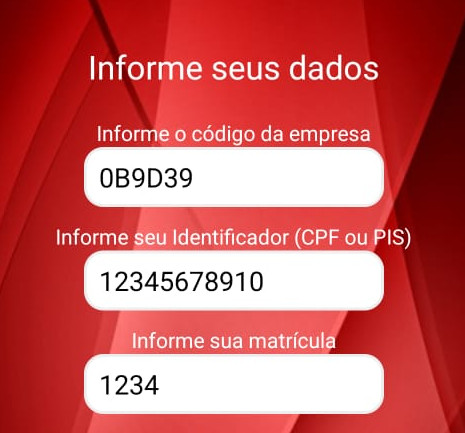 Informe seus dados
Informe o código da empresa
0B9D39
Informe seu Identificador (CPF ou PIS)
12345678910
Informe sua matrícula
1234